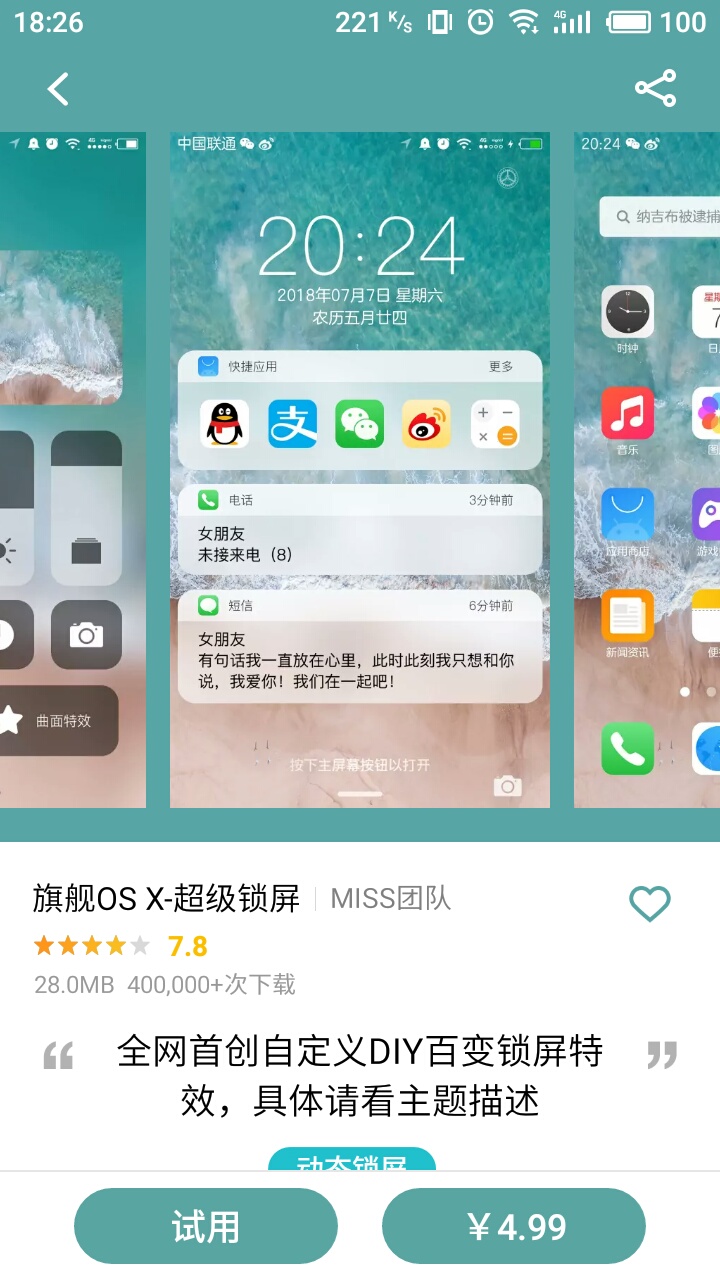 18:26
221 K/s
4G
100
中国联通
20:24
2018年07月7日 星期六
农历五月廿四
快捷应用
更多
支
电话
3分钟前
女朋友
未接来电（8）
短信
6分钟前
女朋友
有句话我一直放在心里，此时此刻我只想和你
说，我爱你！我们在一起吧！
按下主屏幕按钮以打开
曲面特效
20:24
纳吉布被逮捕
时钟
音乐
应用商店
游戏
新闻资讯
旗舰OS X-超级锁屏
MISS团队
7.8
28.0MB 400,000+次下载
“ 全网首创自定义DIY百变锁屏特 ”
效，具体请看主题描述
动态锁屏
试用
￥4.99